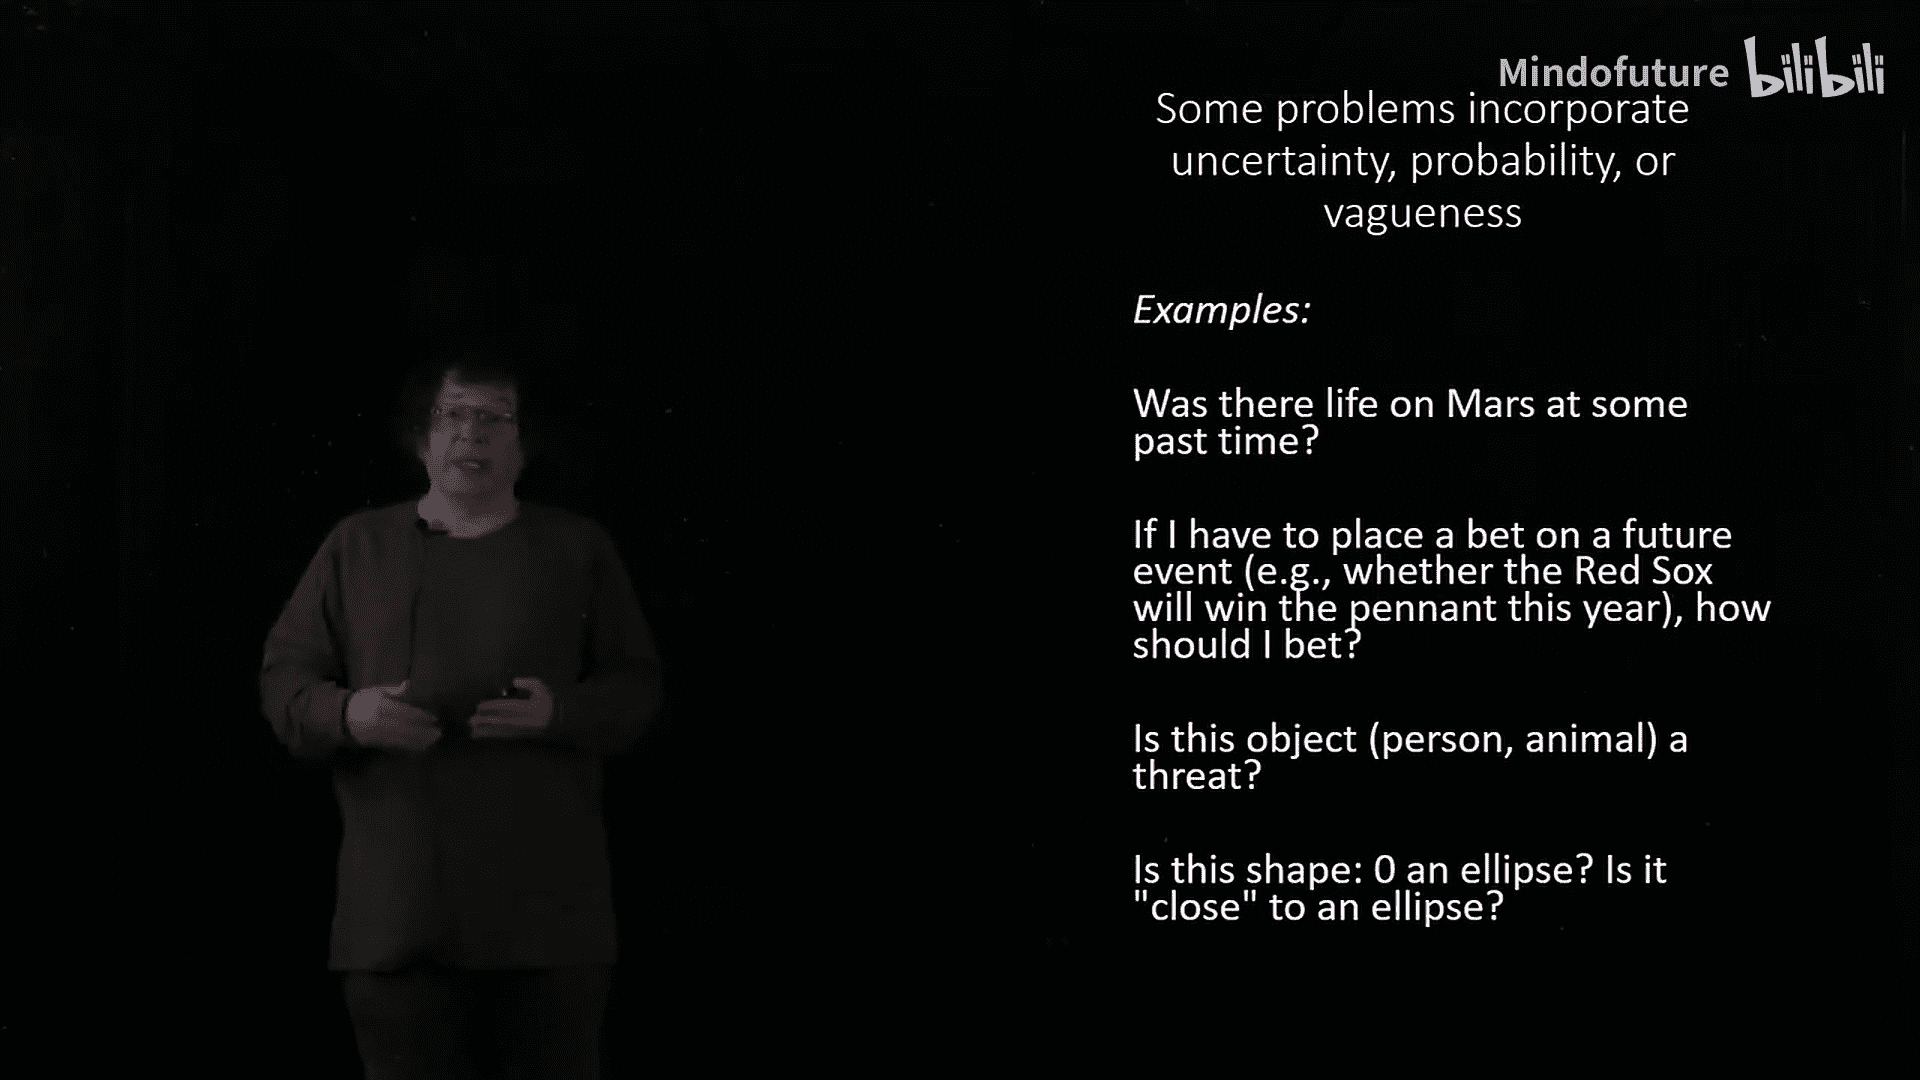 Mindofuture bilibili
Some problems incorporate
uncertainty, probability, or
vagueness
Examples:
Was there life on Mars at some
past time?
If I have to place a bet on a future
event (e.g., whether the Red Sox
will win the pennant this year), how
should I bet?
Is this object (person, animal) a
threat?
Is this shape: 0 an ellipse? Is it
"close" to an ellipse?